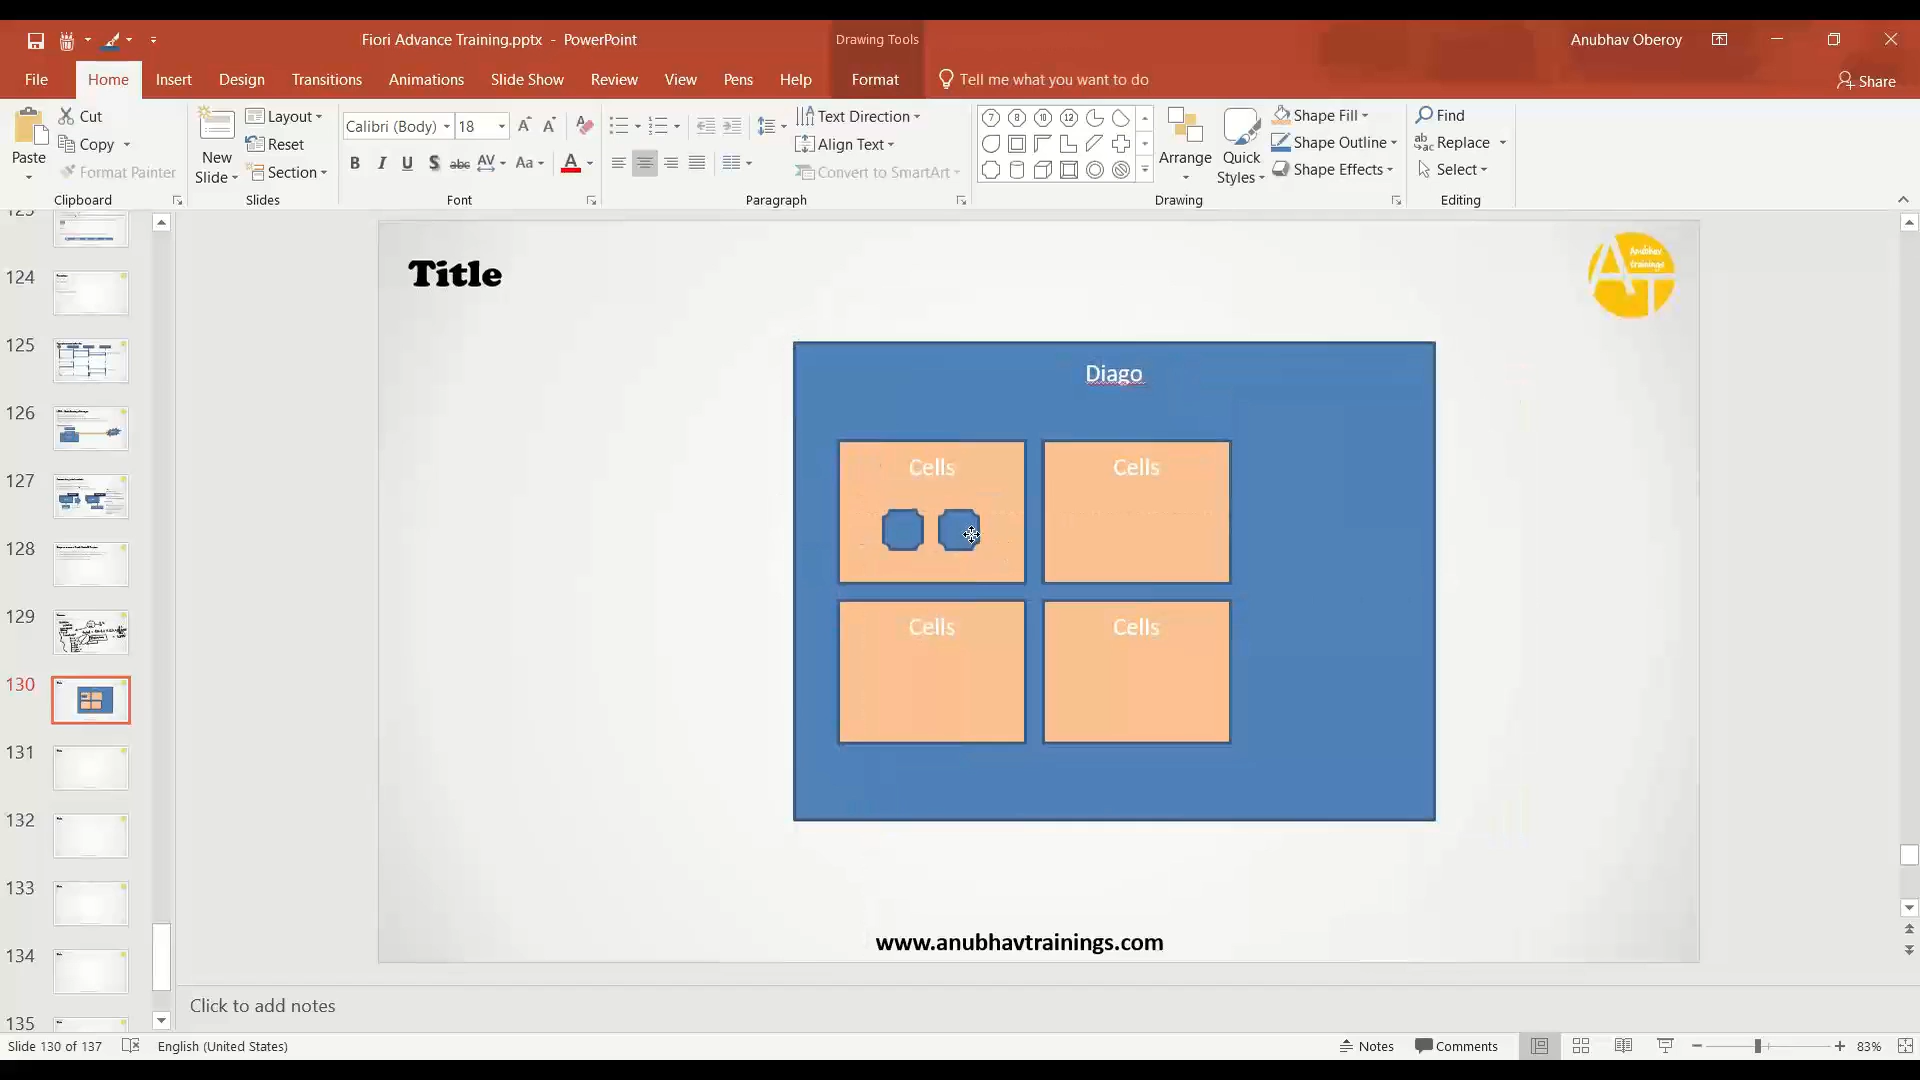 Fiori Advance Training.pptx - PowerPoint
Drawing Tools
Anubhav Oberoy
File
Home
Insert
Design
Transitions
Animations
Slide Show
Review
View
Pens
Help
Format
Tell me what you want to do
Share
Paste
Cut
Copy
Format Painter
Clipboard
New Slide
Layout
Reset
Section
Slides
Calibri (Body)
18
Font
Text Direction
Align Text
Convert to SmartArt
Paragraph
Arrange
Quick Styles
Shape Fill
Shape Outline
Shape Effects
Drawing
Find
Replace
Select
Editing
123
124
125
126
127
128
129
130
131
132
133
134
135
Title
Anubhav
trainings
AT
Diago
Cells
Cells
Cells
Cells
www.anubhavtrainings.com
Click to add notes
Slide 130 of 137
English (United States)
Notes
Comments
83%